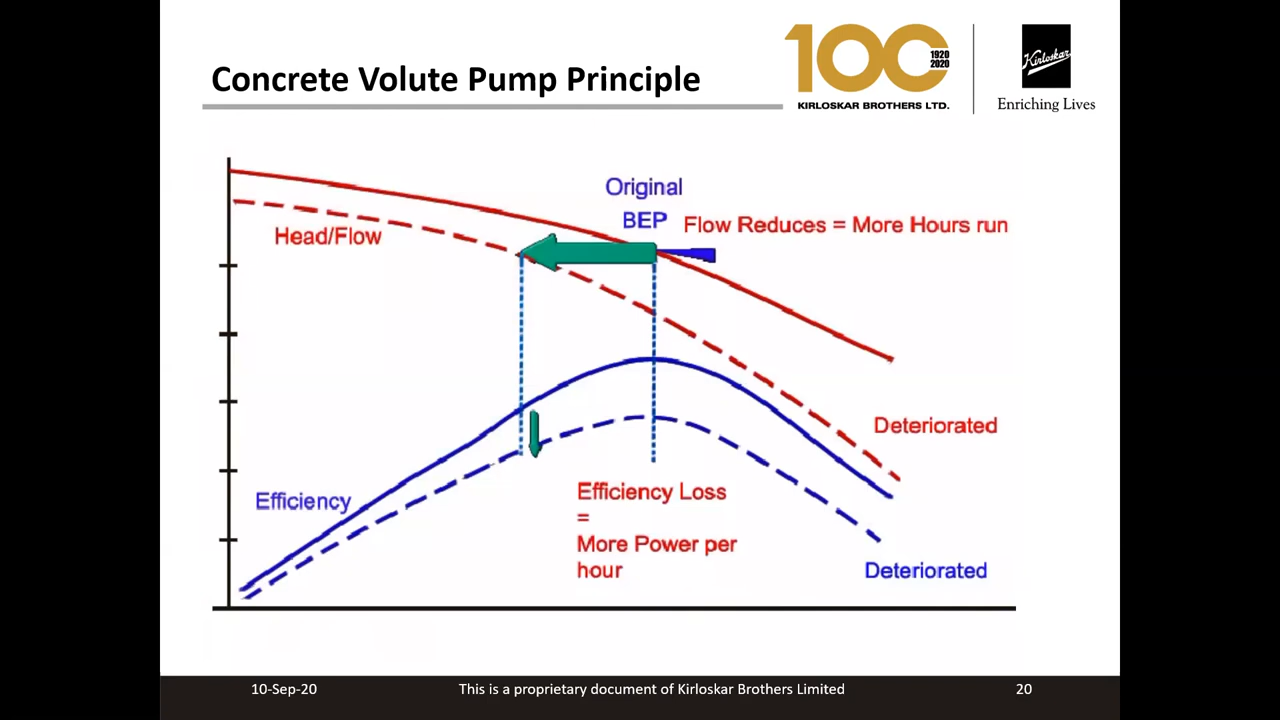 Concrete Volute Pump Principle
100
1920
2020
KIRLOSKAR BROTHERS LTD.
Kirloskar
Enriching Lives
Original
BEP
Flow Reduces = More Hours run
Head/Flow
Deteriorated
Efficiency
Efficiency Loss
=
More Power per
hour
Deteriorated
10-Sep-20
This is a proprietary document of Kirloskar Brothers Limited
20